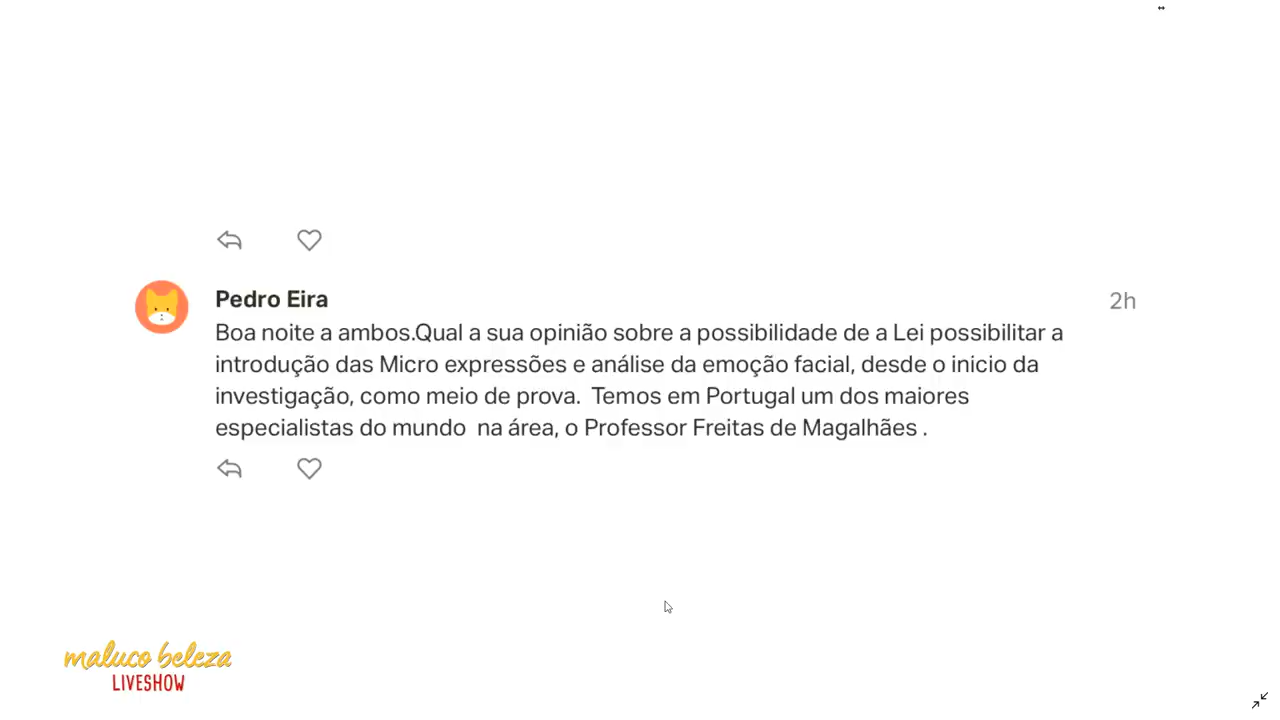 Pedro Eira
2h
Boa noite a ambos.Qual a sua opinião sobre a possibilidade de a Lei possibilitar a
introdução das Micro expressões e análise da emoção facial, desde o inicio da
investigação, como meio de prova.  Temos em Portugal um dos maiores
especialistas do mundo  na área, o Professor Freitas de Magalhães .
maluco beleza
LIVESHOW